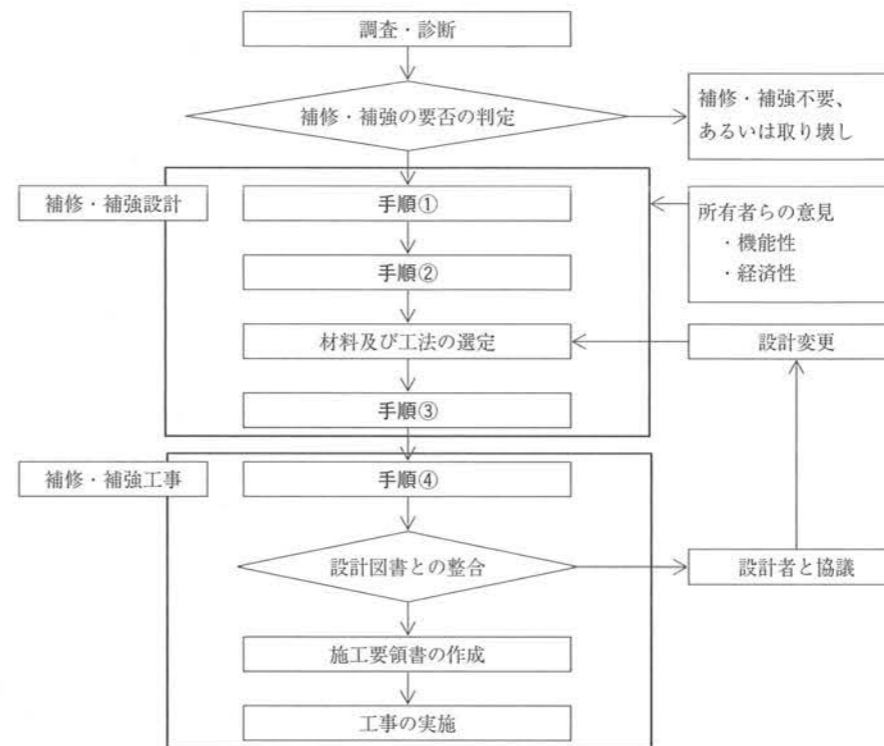 調査・診断
補修・補強の要否の判定
補修・補強不要、
あるいは取り壊し
補修・補強設計
手順①
所有者らの意見
・機能性
・経済性
手順②
材料及び工法の選定
設計変更
手順③
補修・補強工事
手順④
設計図書との整合
設計者と協議
施工要領書の作成
工事の実施